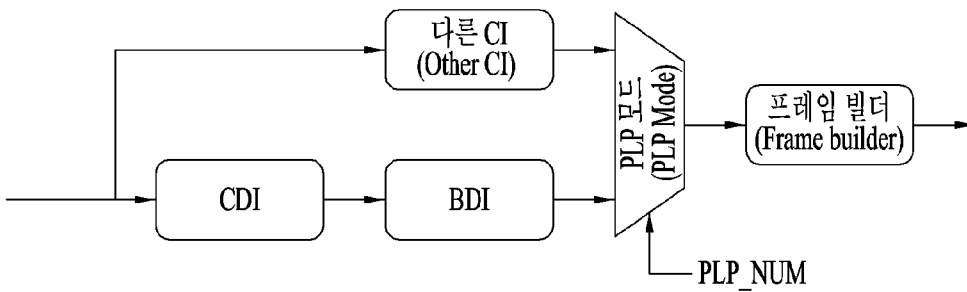 다른 CI
(Other CI)
CDI
BDI
PLP 모드
(PLP Mode)
프레임 빌더
(Frame builder)
PLP_NUM